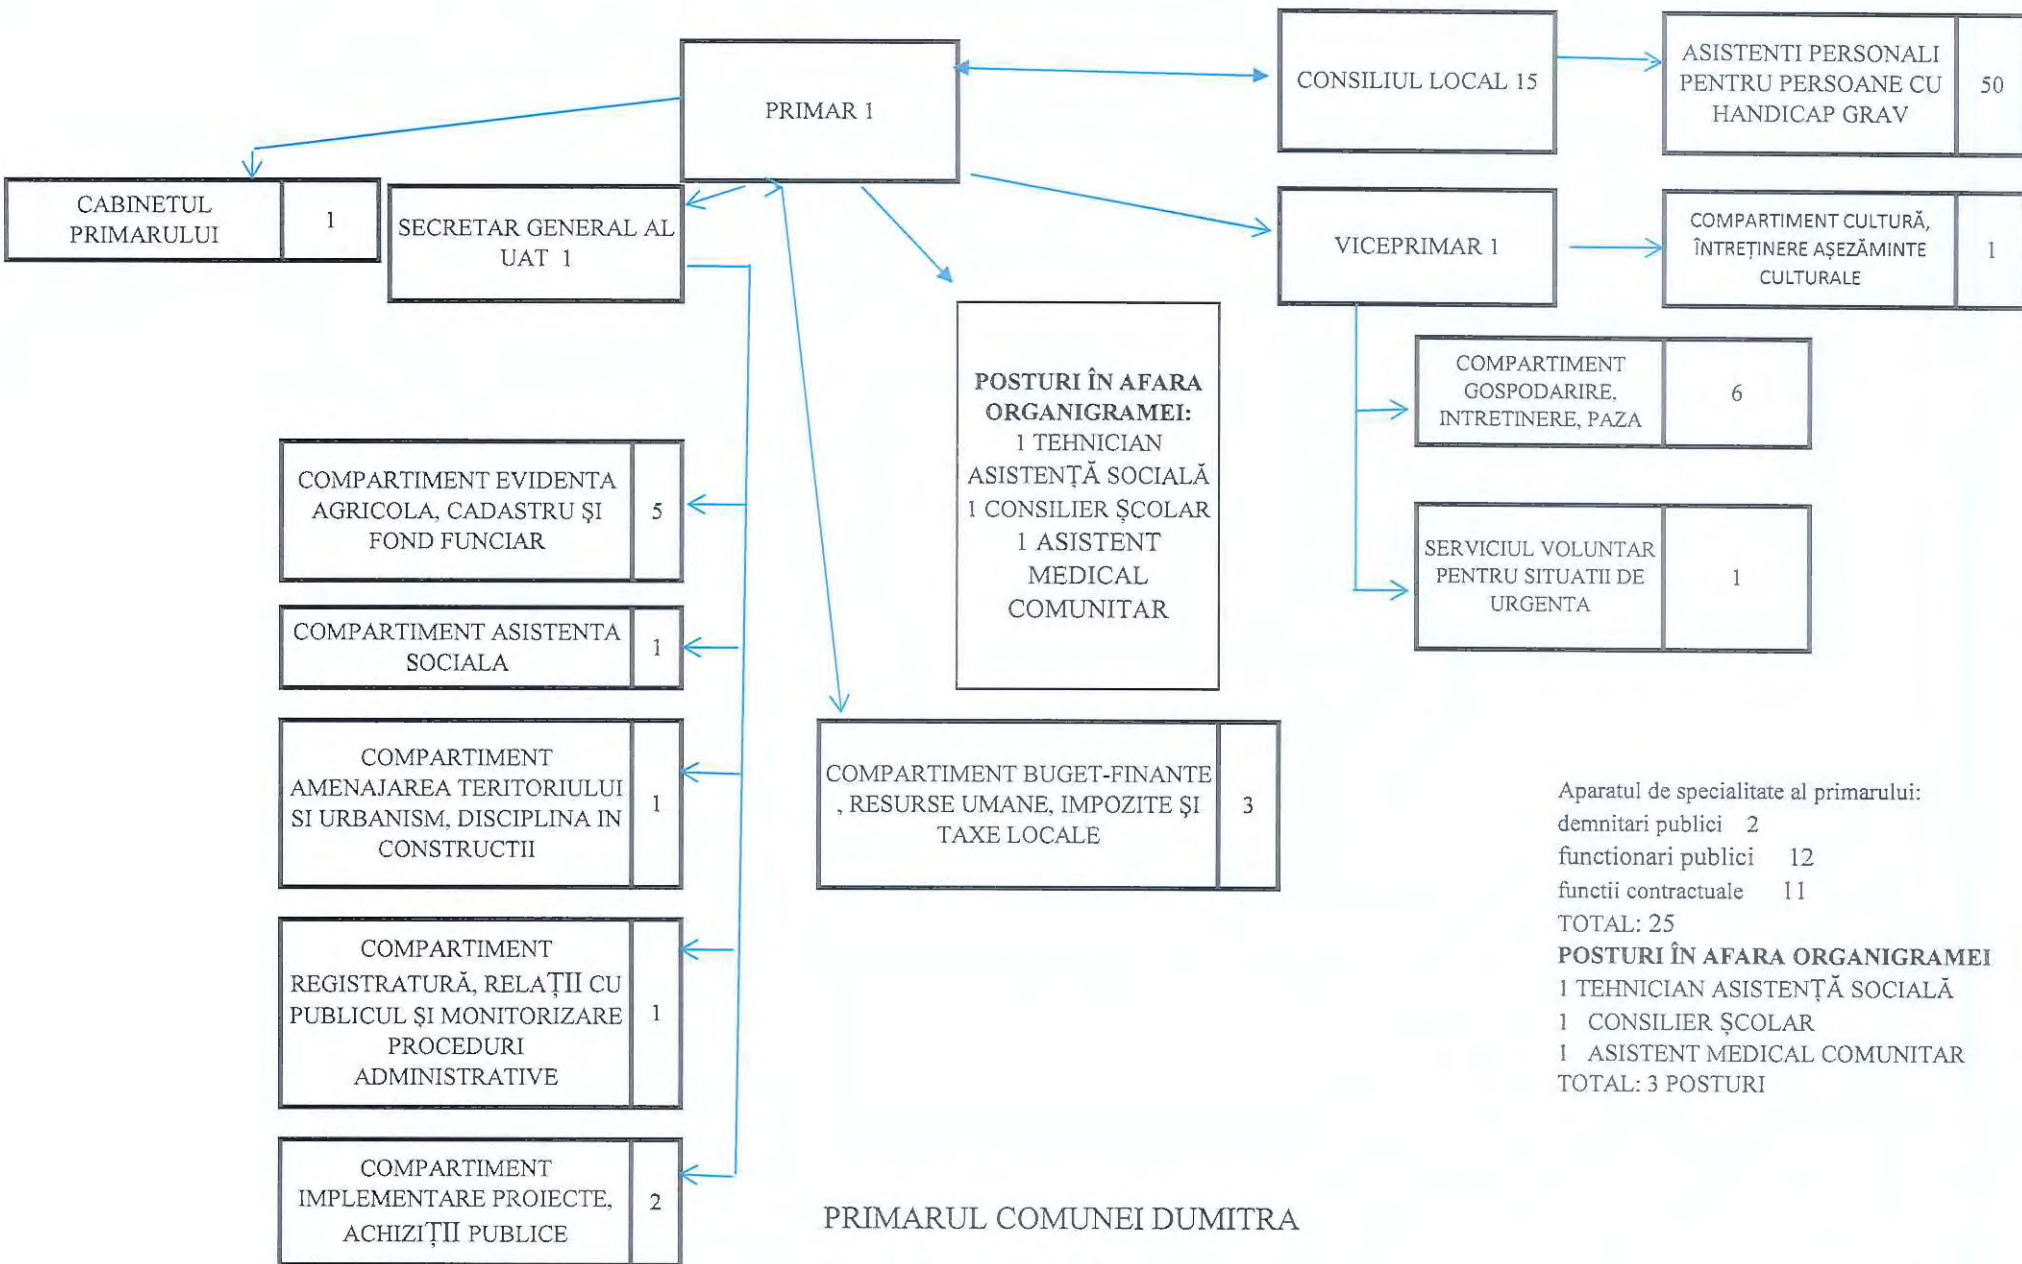 PRIMAR 1
CONSILIUL LOCAL 15
ASISTENTI PERSONALI
PENTRU PERSOANE CU
HANDICAP GRAV
50
CABINETUL
PRIMARULUI
1
SECRETAR GENERAL AL
UAT 1
VICEPRIMAR 1
COMPARTIMENT CULTURĂ,
ÎNTREȚINERE AȘEZĂMINTE
CULTURALE
1
POSTURI ÎN AFARA
ORGANIGRAMEI:
1 TEHNICIAN
ASISTENȚĂ SOCIALĂ
1 CONSILIER ȘCOLAR
1 ASISTENT
MEDICAL
COMUNITAR
COMPARTIMENT
GOSPODARIRE,
INTRETINERE, PAZA
6
SERVICIUL VOLUNTAR
PENTRU SITUATII DE
URGENTA
1
COMPARTIMENT EVIDENTA
AGRICOLA, CADASTRU ȘI
FOND FUNCIAR
5
COMPARTIMENT ASISTENTA
SOCIALA
1
COMPARTIMENT
AMENAJAREA TERITORIULUI
SI URBANISM, DISCIPLINA IN
CONSTRUCTII
1
COMPARTIMENT
REGISTRATURĂ, RELAȚII CU
PUBLICUL ȘI MONITORIZARE
PROCEDURI
ADMINISTRATIVE
1
COMPARTIMENT
IMPLEMENTARE PROIECTE,
ACHIZIȚII PUBLICE
2
COMPARTIMENT BUGET-FINANTE
, RESURSE UMANE, IMPOZITE ȘI
TAXE LOCALE
3
Aparatul de specialitate al primarului:
demnitari publici 2
functionari publici 12
functii contractuale 11
TOTAL: 25
POSTURI ÎN AFARA ORGANIGRAMEI
1 TEHNICIAN ASISTENȚĂ SOCIALĂ
1 CONSILIER ȘCOLAR
1 ASISTENT MEDICAL COMUNITAR
TOTAL: 3 POSTURI
PRIMARUL COMUNEI DUMITRA